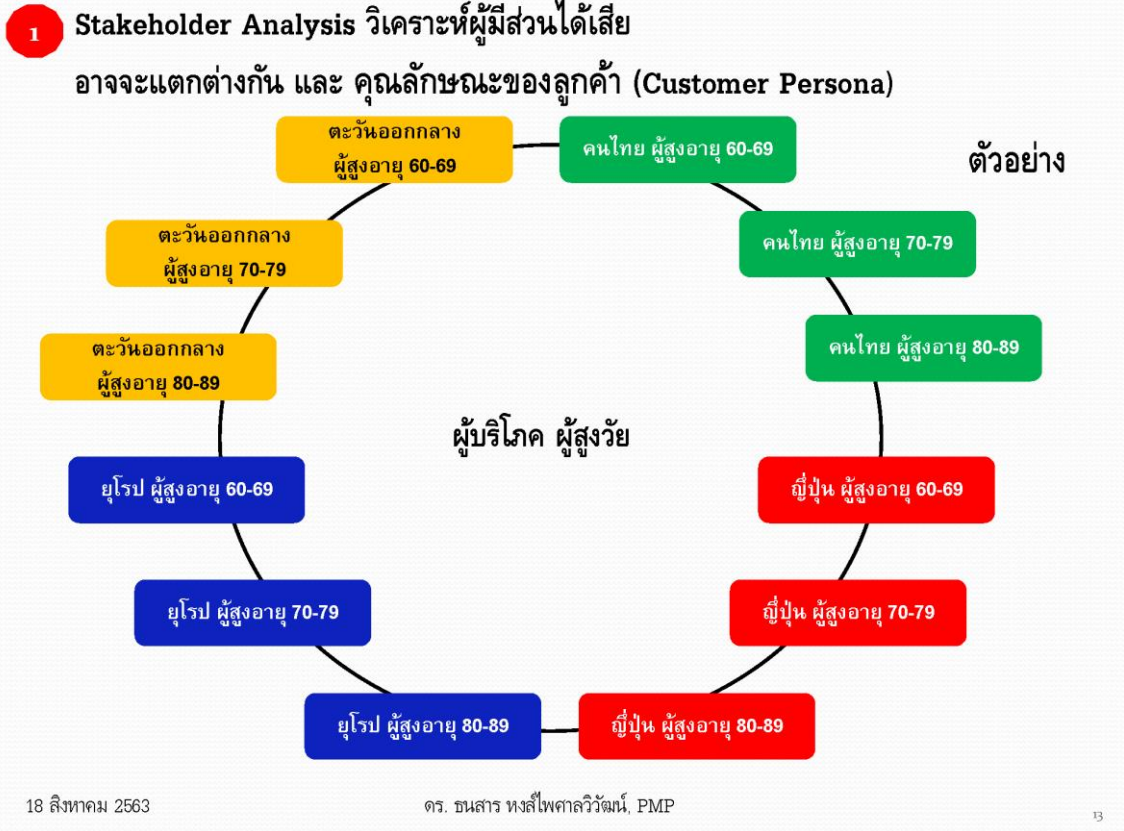 1
Stakeholder Analysis วิเคราะห์ผู้มีส่วนได้เสีย
อาจจะแตกต่างกัน และ คุณลักษณะของลูกค้า (Customer Persona)
ตัวอย่าง
ตะวันออกกลาง
ผู้สูงอายุ 60-69
คนไทย ผู้สูงอายุ 60-69
ตะวันออกกลาง
ผู้สูงอายุ 70-79
คนไทย ผู้สูงอายุ 70-79
ตะวันออกกลาง
ผู้สูงอายุ 80-89
คนไทย ผู้สูงอายุ 80-89
ผู้บริโภค ผู้สูงวัย
ยุโรป ผู้สูงอายุ 60-69
ญี่ปุ่น ผู้สูงอายุ 60-69
ยุโรป ผู้สูงอายุ 70-79
ญี่ปุ่น ผู้สูงอายุ 70-79
ยุโรป ผู้สูงอายุ 80-89
ญี่ปุ่น ผู้สูงอายุ 80-89
18 สิงหาคม 2563
ดร. ธนสาร หงส์ไพศาลวิวัฒน์, PMP
13